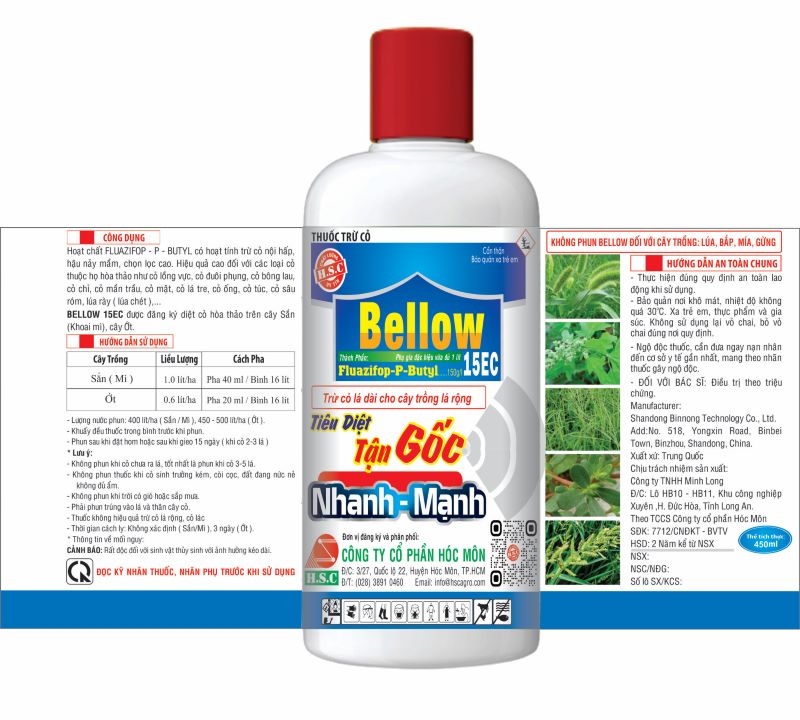 CÔNG DỤNG
Hoạt chất FLUAZIFOP - P - BUTYL có hoạt tính trừ cỏ nội hấp,
hậu nảy mầm, chọn lọc cao. Hiệu quả cao đối với các loại cỏ
thuộc họ hòa thảo như cỏ lồng vực, cỏ đuôi phụng, cỏ bông lau,
cỏ chỉ, cỏ mần trầu, cỏ mật, cỏ lá tre, cỏ ống, cỏ túc, cỏ sâu
róm, lúa rày ( lúa chét ),...
BELLOW 15EC được đăng ký diệt cỏ hòa thảo trên cây Sắn
(Khoai mì), cây Ớt.
HƯỚNG DẪN SỬ DỤNG
Cây Trồng Liều Lượng Cách Pha
Sắn ( Mì ) 1.0 lít/ha Pha 40 ml / Bình 16 lít
Ớt 0.6 lít/ha Pha 20 ml / Bình 16 lít
- Lượng nước phun: 400 lít/ha ( Sắn / Mì ), 450 - 500 lít/ha ( Ớt ).
- Khuấy đều thuốc trong bình trước khi phun.
- Phun sau khi đặt hom hoặc sau khi gieo 15 ngày ( khi cỏ 2-3 lá )
* Lưu ý:
- Không phun khi cỏ chưa ra lá, tốt nhất là phun khi cỏ 3-5 lá.
- Không phun thuốc khi cỏ sinh trưởng kém, còi cọc, đất đang nứt nẻ
không đủ ẩm.
- Không phun khi trời có gió hoặc sắp mưa.
- Phải phun trùng vào lá và thân cây cỏ.
- Thuốc không hiệu quả trừ cỏ lá rộng, cỏ lác
- Thời gian cách ly: Không xác định ( Sắn/Mì ), 3 ngày ( Ớt ).
* Thông tin về mối nguy:
CẢNH BÁO: Rất độc đối với sinh vật thủy sinh với ảnh hưởng kéo dài.
ĐỌC KỸ NHÃN THUỐC, NHÃN PHỤ TRƯỚC KHI SỬ DỤNG
THUỐC TRỪ CỎ
Cẩn thận
Bảo quản xa trẻ em
H.S.C
Bellow
Thành Phần: Phụ gia đặc biệt vừa đủ 1 lít
Fluazifop-P-Butyl....150g/l 15EC
Trừ cỏ lá dài cho cây trồng lá rộng
Tiêu Diệt
Tận GỐC
Nhanh - Mạnh
Đơn vị đăng ký và phân phối:
CÔNG TY CỔ PHẦN HÓC MÔN
H.S.C
Đ/C: 3/27, Quốc lộ 22, Huyện Hóc Môn, TP.HCM
Đ/T: (028) 3891 0460 Email: info@hscagro.com
KHÔNG PHUN BELLOW ĐỐI VỚI CÂY TRỒNG: LÚA, BẮP, MÍA, GỪNG
HƯỚNG DẪN AN TOÀN CHUNG
- Thực hiện đúng quy định an toàn lao
động khi sử dụng.
- Bảo quản nơi khô mát, nhiệt độ không
quá 30°C. Xa trẻ em, thực phẩm và gia
súc. Không sử dụng lại vỏ chai, bỏ vỏ
chai đúng nơi quy định.
- Ngộ độc thuốc, cần đưa ngay nạn nhân
đến cơ sở y tế gần nhất, mang theo nhãn
thuốc gây ngộ độc.
- ĐỐI VỚI BÁC SĨ: Điều trị theo triệu
chứng.
Manufacturer:
Shandong Binnong Technology Co., Ltd.
Add:No. 518, Yongxin Road, Binbei
Town, Binzhou, Shandong, China.
Xuất xứ: Trung Quốc
Chịu trách nhiệm sản xuất:
Công ty TNHH Minh Long
Đ/C: Lô HB10 - HB11, Khu công nghiệp
Xuyên ,H. Đức Hòa, Tỉnh Long An.
Theo TCCS Công ty cổ phần Hóc Môn
SĐK: 7712/CNĐKT - BVTV
HSD: 2 Năm kể từ NSX
NSX:
NSC/NĐG:
Số lô SX/KCS:
Thể tích thực
450ml